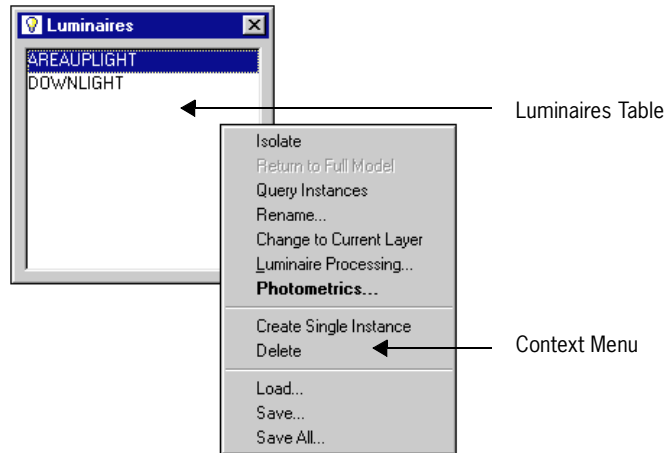 Luminaires
AREAUPLIGHT
DOWNLIGHT
Luminaires Table
Isolate
Return to Full Model
Query Instances
Rename...
Change to Current Layer
Luminaire Processing...
Photometrics...
Create Single Instance
Delete
Context Menu
Load...
Save...
Save All...